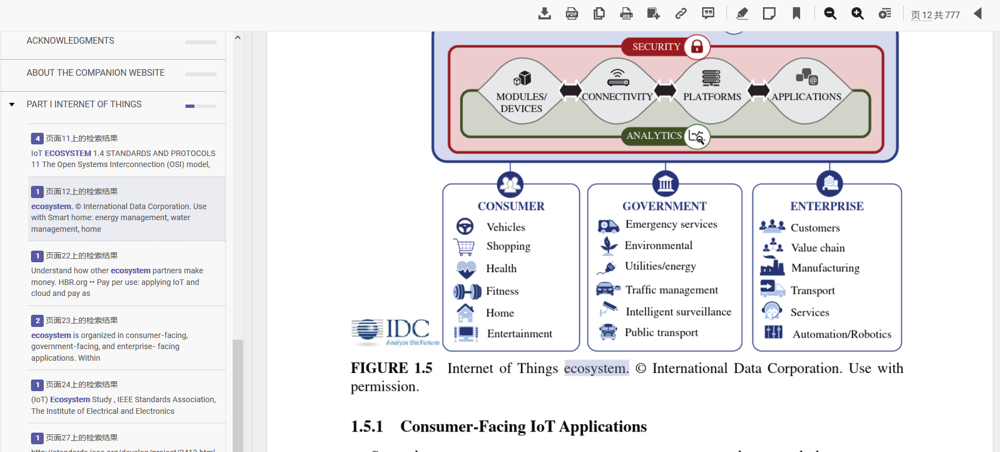 PDF
页 12 共 777
ACKNOWLEDGMENTS
ABOUT THE COMPANION WEBSITE
PART I INTERNET OF THINGS
4 页面11上的检索结果
IoT ECOSYSTEM 1.4 STANDARDS AND PROTOCOLS
11 The Open Systems Interconnection (OSI) model,
1 页面12上的检索结果
ecosystem. © International Data Corporation. Use
with Smart home: energy management, water
management, home
1 页面22上的检索结果
Understand how other ecosystem partners make
money. HBR.org •• Pay per use: applying IoT and
cloud and pay as
2 页面23上的检索结果
ecosystem is organized in consumer-facing,
government-facing, and enterprise- facing
applications. Within
1 页面24上的检索结果
(IoT) Ecosystem Study , IEEE Standards Association,
The Institute of Electrical and Electronics
1 页面27上的检索结果
http://standards.ieee.org/develop/project/2413.html
SECURITY
MODULES/
DEVICES
CONNECTIVITY
PLATFORMS
@
APPLICATIONS
ANALYTICS
CONSUMER
Vehicles
Shopping
Health
Fitness
Home
Entertainment
GOVERNMENT
Emergency services
Environmental
Utilities/energy
Traffic management
Intelligent surveillance
Public transport
ENTERPRISE
Customers
Value chain
Manufacturing
Transport
Services
Automation/Robotics
IDC
Analyze the Future
FIGURE 1.5 Internet of Things ecosystem. © International Data Corporation. Use with
permission.
1.5.1 Consumer-Facing IoT Applications